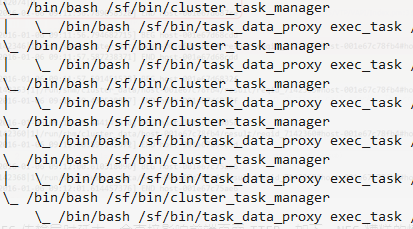 \_ /bin/bash /sf/bin/cluster_task_manager
|   \_ /bin/bash /sf/bin/task_data_proxy exec_task /
\_ /bin/bash /sf/bin/cluster_task_manager
|   \_ /bin/bash /sf/bin/task_data_proxy exec_task /
\_ /bin/bash /sf/bin/cluster_task_manager
|   \_ /bin/bash /sf/bin/task_data_proxy exec_task /
\_ /bin/bash /sf/bin/cluster_task_manager
|   \_ /bin/bash /sf/bin/task_data_proxy exec_task /
\_ /bin/bash /sf/bin/cluster_task_manager
|   \_ /bin/bash /sf/bin/task_data_proxy exec_task /
\_ /bin/bash /sf/bin/cluster_task_manager
    \_ /bin/bash /sf/bin/task_data_proxy exec_task /